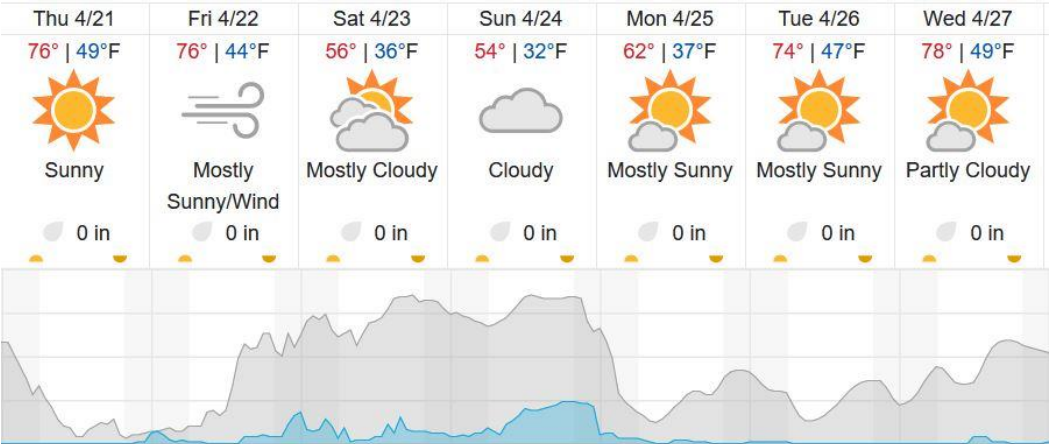 Thu 4/21 Fri 4/22 Sat 4/23 Sun 4/24 Mon 4/25 Tue 4/26 Wed 4/27
76° | 49°F 76° | 44°F 56° | 36°F 54° | 32°F 62° | 37°F 74° | 47°F 78° | 49°F
Sunny Mostly Mostly Cloudy Cloudy Mostly Sunny Mostly Sunny Partly Cloudy
Sunny/Wind
0 in 0 in 0 in 0 in 0 in 0 in 0 in